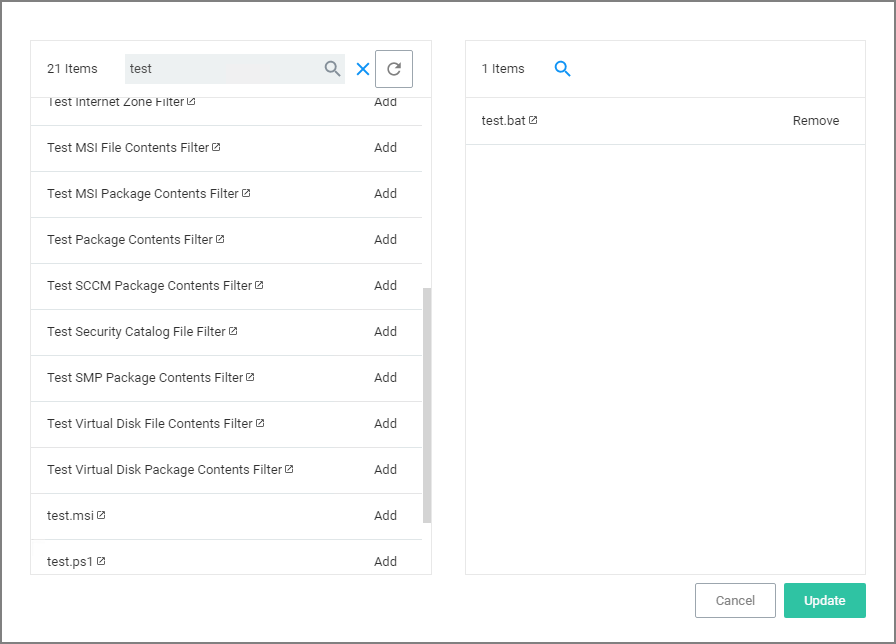 21 Items
test
1 Items
Test Internet Zone Filter Add
test.bat Remove
Test MSI File Contents Filter Add
Test MSI Package Contents Filter Add
Test Package Contents Filter Add
Test SCCM Package Contents Filter Add
Test Security Catalog File Filter Add
Test SMP Package Contents Filter Add
Test Virtual Disk File Contents Filter Add
Test Virtual Disk Package Contents Filter Add
test.msi Add
test.ps1 Add
Cancel
Update